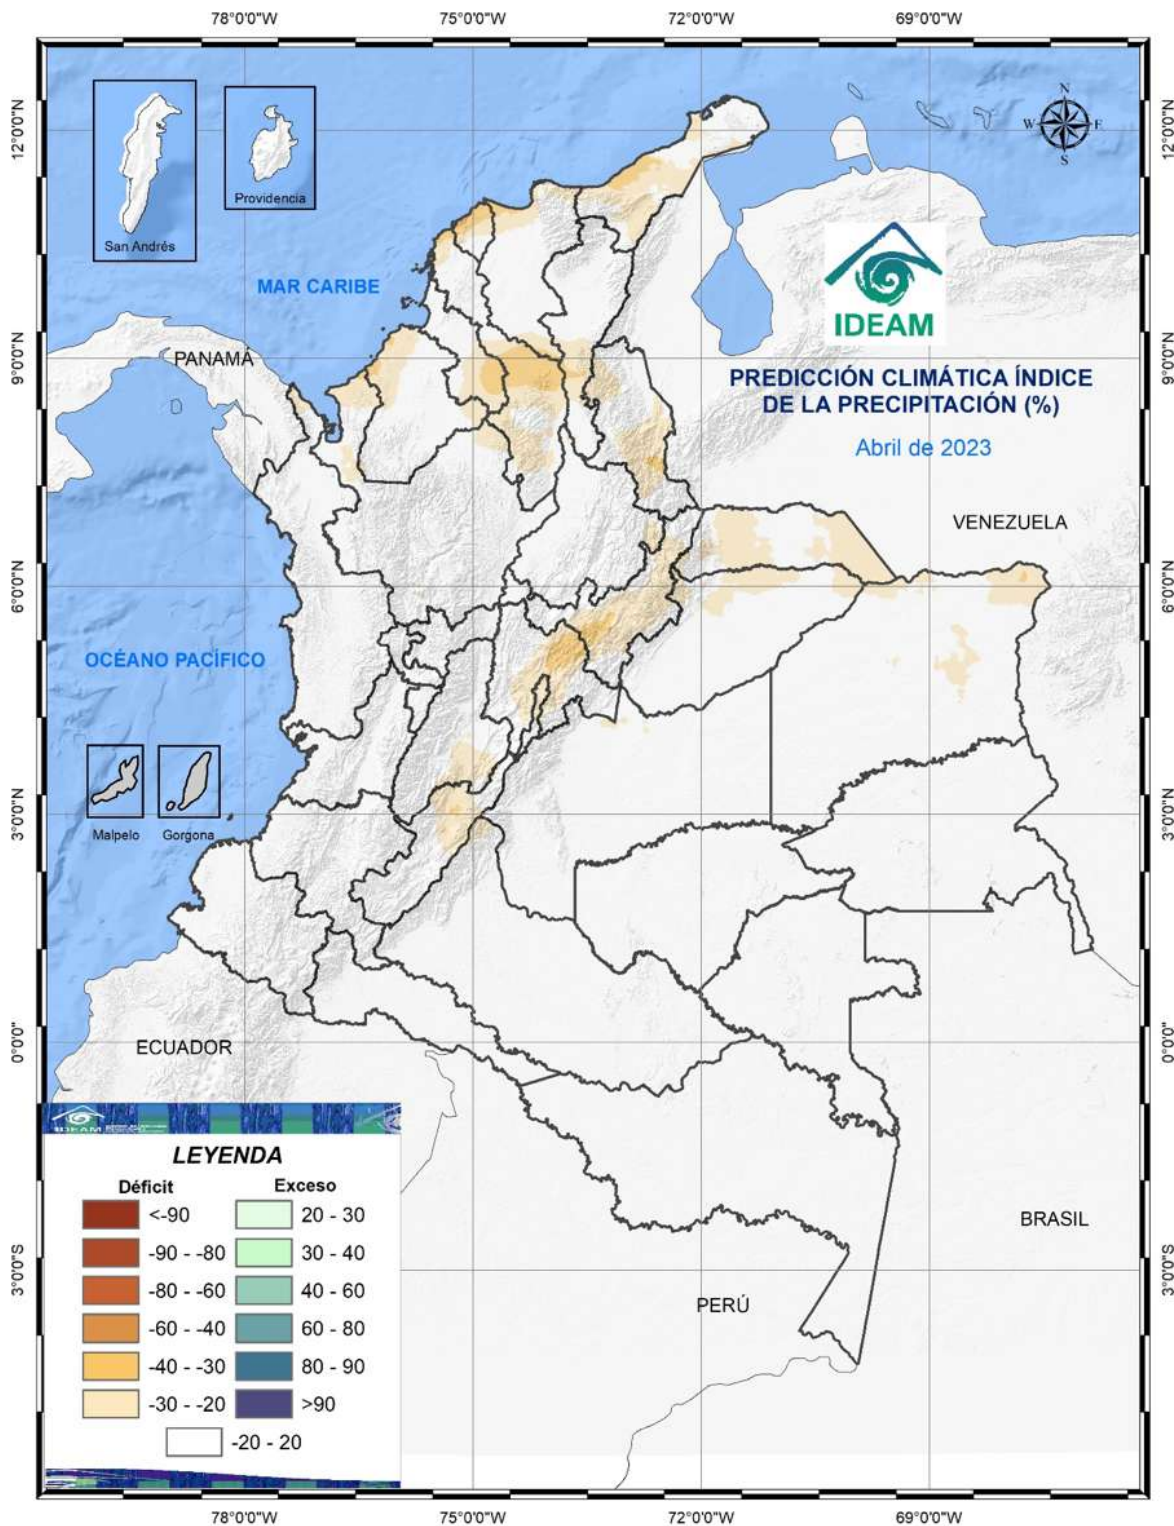 78°0'0"W 75°0'0"W 72°0'0"W 69°0'0"W
12°0'0"N
12°0'0"N
N
W E
S
San Andrés
Providencia
MAR CARIBE
IDEAM
9°0'0"N
9°0'0"N
PANAMÁ
PREDICCIÓN CLIMÁTICA ÍNDICE
DE LA PRECIPITACIÓN (%)
Abril de 2023
VENEZUELA
6°0'0"N
6°0'0"N
OCÉANO PACÍFICO
3°0'0"N
3°0'0"N
Malpelo
Gorgona
0°0'0"
0°0'0"
ECUADOR
IDEAM
LEYENDA
Déficit Exceso
<-90 20 - 30
-90 - -80 30 - 40
-80 - -60 40 - 60
-60 - -40 60 - 80
-40 - -30 80 - 90
-30 - -20 >90
-20 - 20
BRASIL
3°0'0"S
3°0'0"S
PERÚ
78°0'0"W 75°0'0"W 72°0'0"W 69°0'0"W